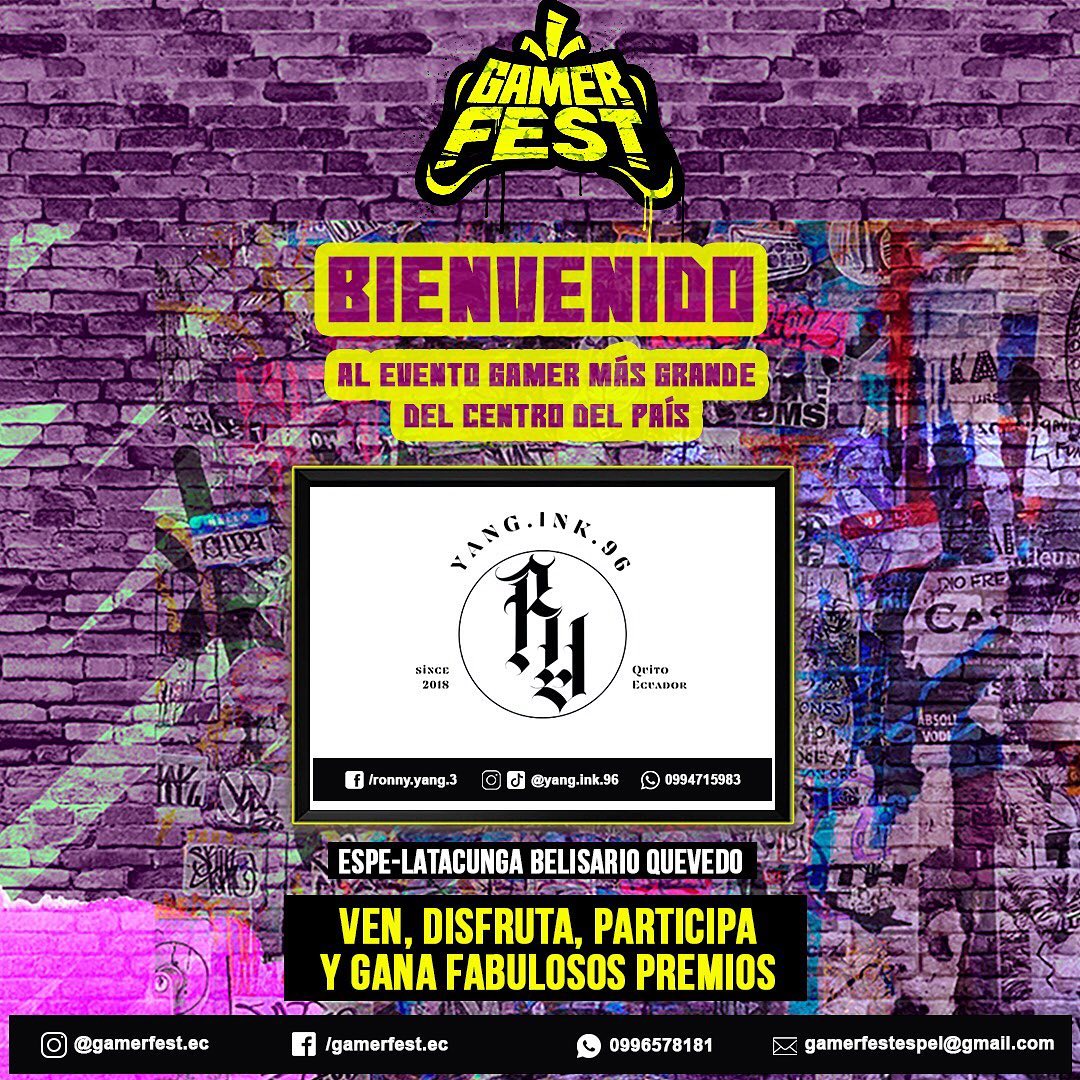 GAMER
FEST
BIENVENIDO
AL EVENTO GAMER MÁS GRANDE
DEL CENTRO DEL PAÍS
YANG.INK.96
RY
since
2018
Quito
Ecuador
/ronny.yang.3 @yang.ink.96 0994715983
ESPE-LATACUNGA BELISARIO QUEVEDO
VEN, DISFRUTA, PARTICIPA
Y GANA FABULOSOS PREMIOS
@gamerfest.ec /gamerfest.ec 0996578181 gamerfestespel@gmail.com